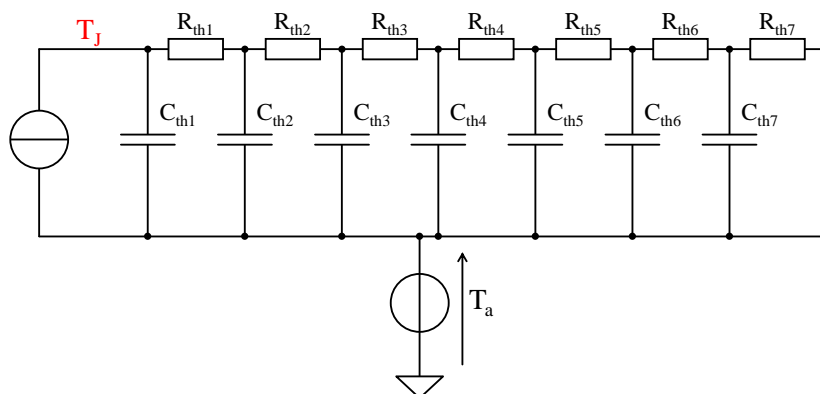 T_J R_th1 R_th2 R_th3 R_th4 R_th5 R_th6 R_th7
C_th1 C_th2 C_th3 C_th4 C_th5 C_th6 C_th7
T_a